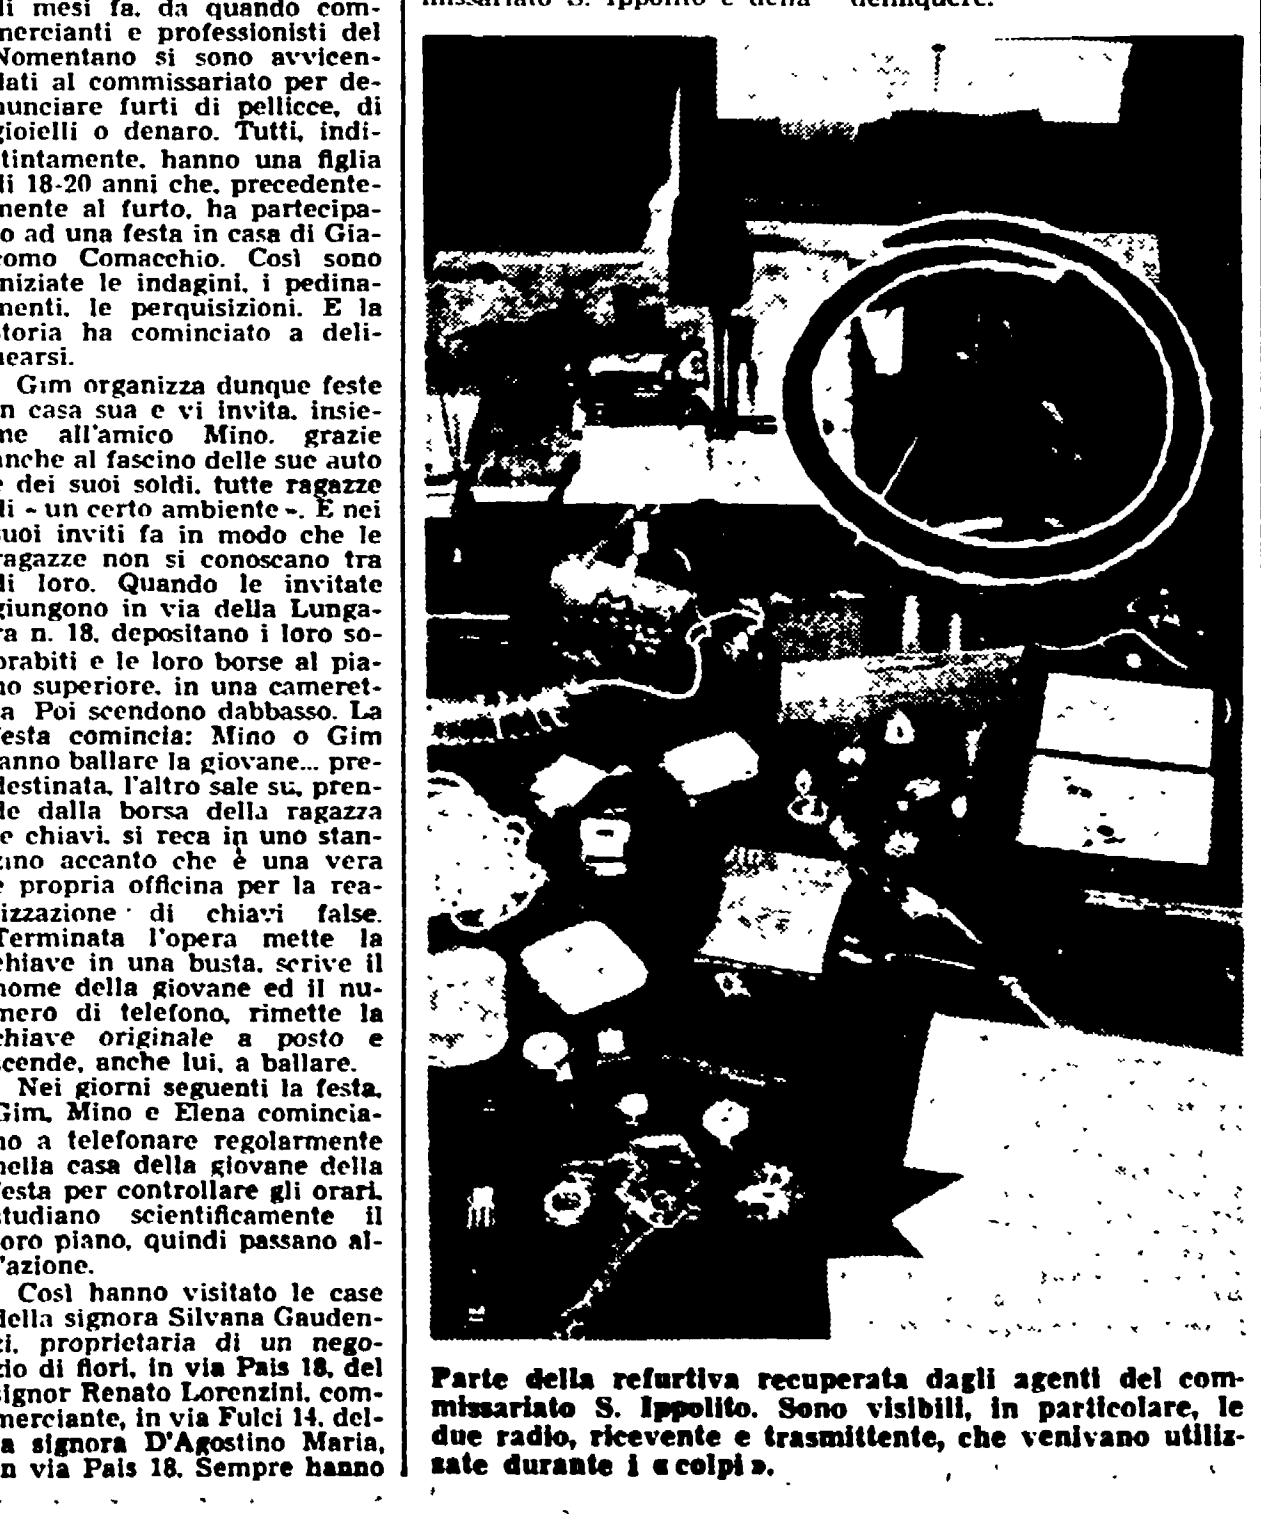 di mesi fa, da quando com-
mercianti e professionisti del
Nomentano si sono avvicen-
dati al commissariato per de-
nunciare furti di pellicce, di
gioielli o denaro. Tutti, indi-
stintamente, hanno una figlia
di 18-20 anni che, precedente-
mente al furto, ha partecipa-
to ad una festa in casa di Gia-
como Comacchio. Così sono
iniziate le indagini, i pedina-
menti, le perquisizioni. E la
storia ha cominciato a deli-
nearsi.
Gim organizza dunque feste
in casa sua e vi invita, insie-
me all'amico Mino, grazie
anche al fascino delle sue auto
e dei suoi soldi, tutte ragazze
di « un certo ambiente ». E nei
suoi inviti fa in modo che le
ragazze non si conoscano tra
di loro. Quando le invitate
giungono in via della Lunga-
ra n. 18, depositano i loro so-
prabiti e le loro borse al pia-
no superiore, in una cameret-
ta Poi scendono dabbasso. La
festa comincia: Mino o Gim
fanno ballare la giovane... pre-
destinata, l'altro sale su, pren-
de dalla borsa della ragazza
le chiavi, si reca in uno stan-
zino accanto che è una vera
e propria officina per la rea-
lizzazione di chiavi false.
Terminata l'opera mette la
chiave in una busta, scrive il
nome della giovane ed il nu-
mero di telefono, rimette la
chiave originale a posto e
scende, anche lui, a ballare.
Nei giorni seguenti la festa,
Gim, Mino e Elena comincia-
no a telefonare regolarmente
nella casa della giovane della
festa per controllare gli orari,
studiano scientificamente il
loro piano, quindi passano al-
l'azione.
Così hanno visitato le case
della signora Silvana Gauden-
zi, proprietaria di un nego-
zio di fiori, in via Pais 18, del
signor Renato Lorenzini, com-
merciante, in via Fulci 14, del-
la signora D'Agostino Maria,
in via Pais 18. Sempre hanno
missariato S. Ippolito e della
delinquere.
Parte della refurtiva recuperata dagli agenti del com-
missariato S. Ippolito. Sono visibili, in particolare, le
due radio, ricevente e trasmittente, che venivano utiliz-
zate durante i « colpi ».